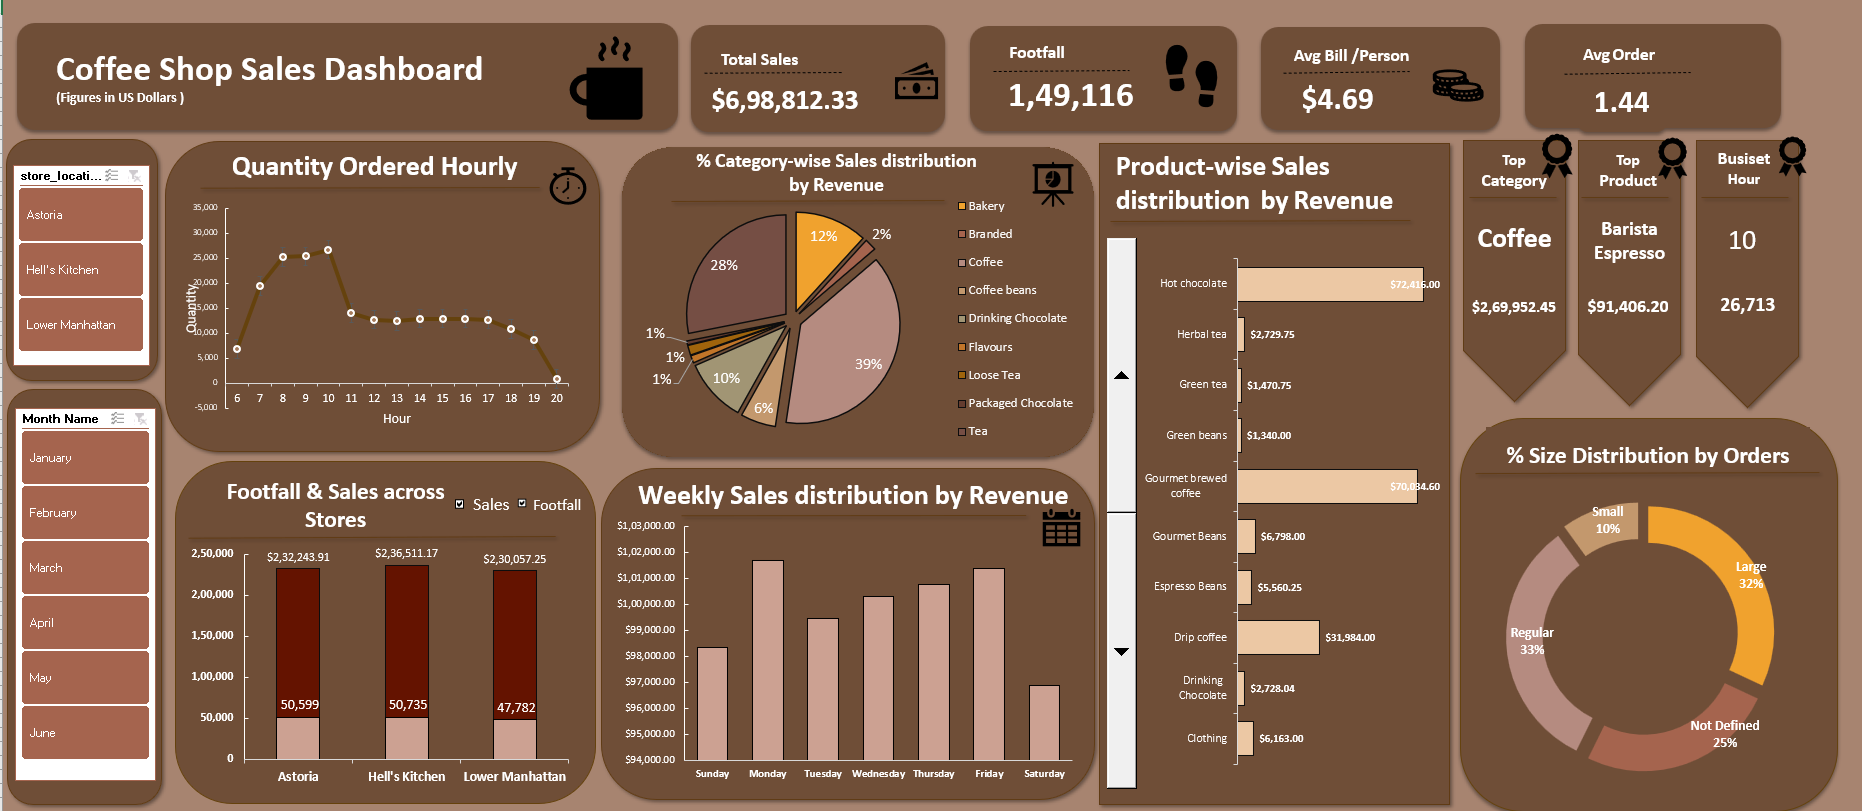 Coffee Shop Sales Dashboard
(Figures in US Dollars )
Total Sales
$6,98,812.33
Footfall
1,49,116
Avg Bill /Person
$4.69
Avg Order
1.44
store_locati...
Astoria
Hell's Kitchen
Lower Manhattan
Month Name
January
February
March
April
May
June
Quantity Ordered Hourly
35,000
30,000
25,000
20,000
15,000
10,000
5,000
0
-5,000
Quantity
6 7 8 9 10 11 12 13 14 15 16 17 18 19 20
Hour
% Category-wise Sales distribution
by Revenue
12%
2%
39%
6%
10%
1%
1%
1%
28%
Bakery
Branded
Coffee
Coffee beans
Drinking Chocolate
Flavours
Loose Tea
Packaged Chocolate
Tea
Footfall & Sales across
Stores
Sales
Footfall
2,50,000
2,00,000
1,50,000
1,00,000
50,000
0
$2,32,243.91
$2,36,511.17
$2,30,057.25
50,599
50,735
47,782
Astoria
Hell's Kitchen
Lower Manhattan
Weekly Sales distribution by Revenue
$1,03,000.00
$1,02,000.00
$1,01,000.00
$1,00,000.00
$99,000.00
$98,000.00
$97,000.00
$96,000.00
$95,000.00
$94,000.00
Sunday
Monday
Tuesday
Wednesday
Thursday
Friday
Saturday
Product-wise Sales
distribution by Revenue
Hot chocolate
$72,416.00
Herbal tea
$2,729.75
Green tea
$1,470.75
Green beans
$1,340.00
Gourmet brewed
coffee
$70,034.60
Gourmet Beans
$6,798.00
Espresso Beans
$5,560.25
Drip coffee
$31,984.00
Drinking
Chocolate
$2,728.04
Clothing
$6,163.00
Top
Category
Coffee
$2,69,952.45
Top
Product
Barista
Espresso
$91,406.20
Busiset
Hour
10
26,713
% Size Distribution by Orders
Small
10%
Large
32%
Regular
33%
Not Defined
25%